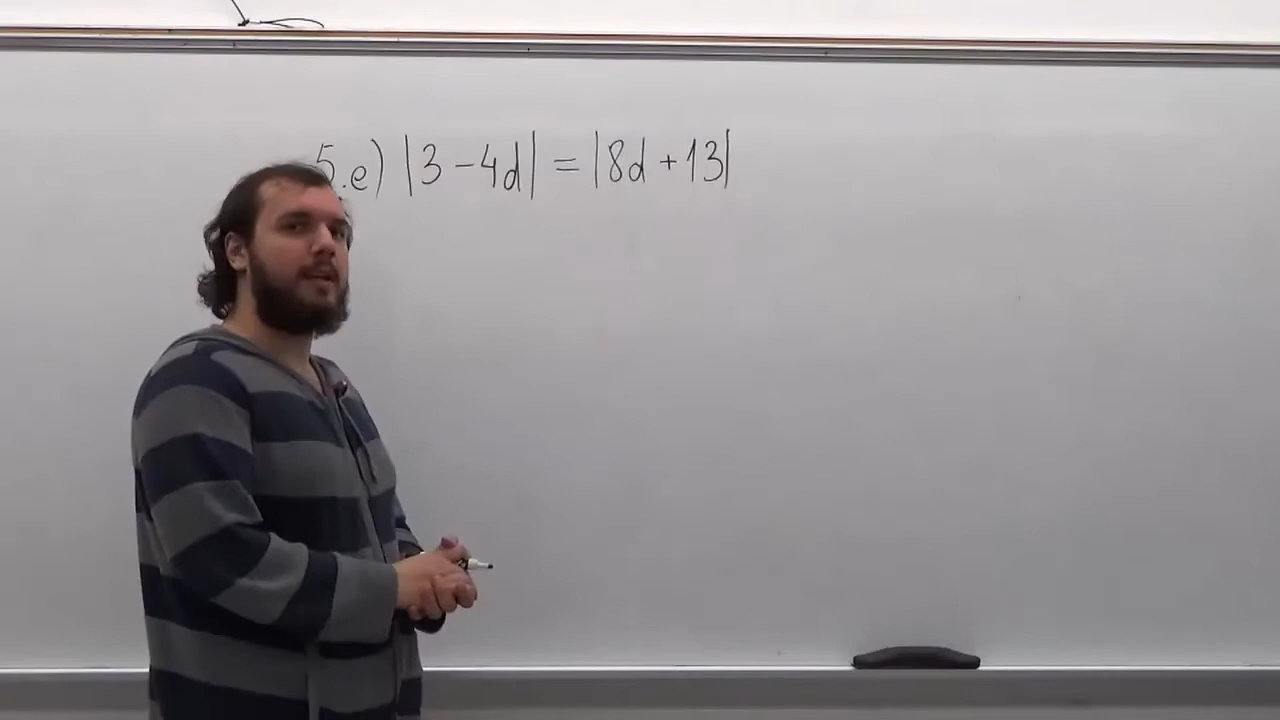 5.e) |3-4d| = |8d+13|